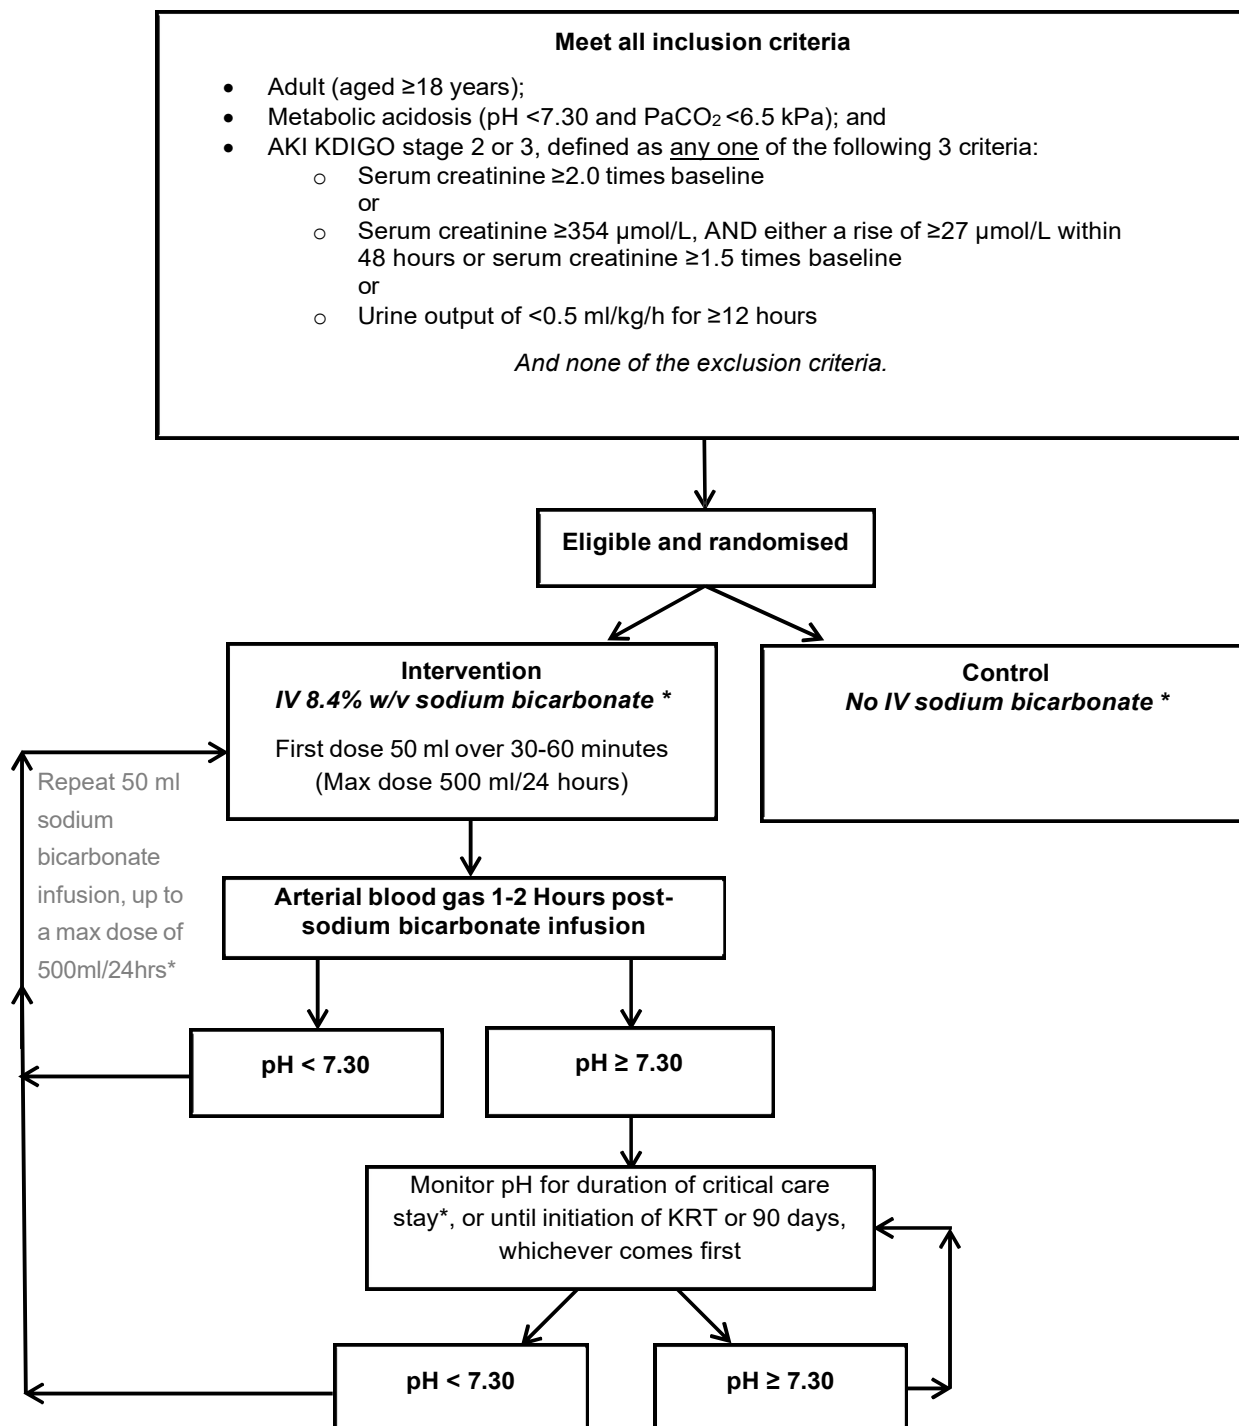 Meet all inclusion criteria
• Adult (aged ≥18 years);
• Metabolic acidosis (pH <7.30 and PaCO₂ <6.5 kPa); and
• AKI KDIGO stage 2 or 3, defined as any one of the following 3 criteria:
o Serum creatinine ≥2.0 times baseline
or
o Serum creatinine ≥354 μmol/L, AND either a rise of ≥27 μmol/L within
48 hours or serum creatinine ≥1.5 times baseline
or
o Urine output of <0.5 ml/kg/h for ≥12 hours
And none of the exclusion criteria.
Eligible and randomised
Intervention
IV 8.4% w/v sodium bicarbonate *
First dose 50 ml over 30-60 minutes
(Max dose 500 ml/24 hours)
Control
No IV sodium bicarbonate *
Repeat 50 ml
sodium
bicarbonate
infusion, up to
a max dose of
500ml/24hrs*
Arterial blood gas 1-2 Hours post-
sodium bicarbonate infusion
pH < 7.30
pH ≥ 7.30
Monitor pH for duration of critical care
stay*, or until initiation of KRT or 90 days,
whichever comes first
pH < 7.30
pH ≥ 7.30